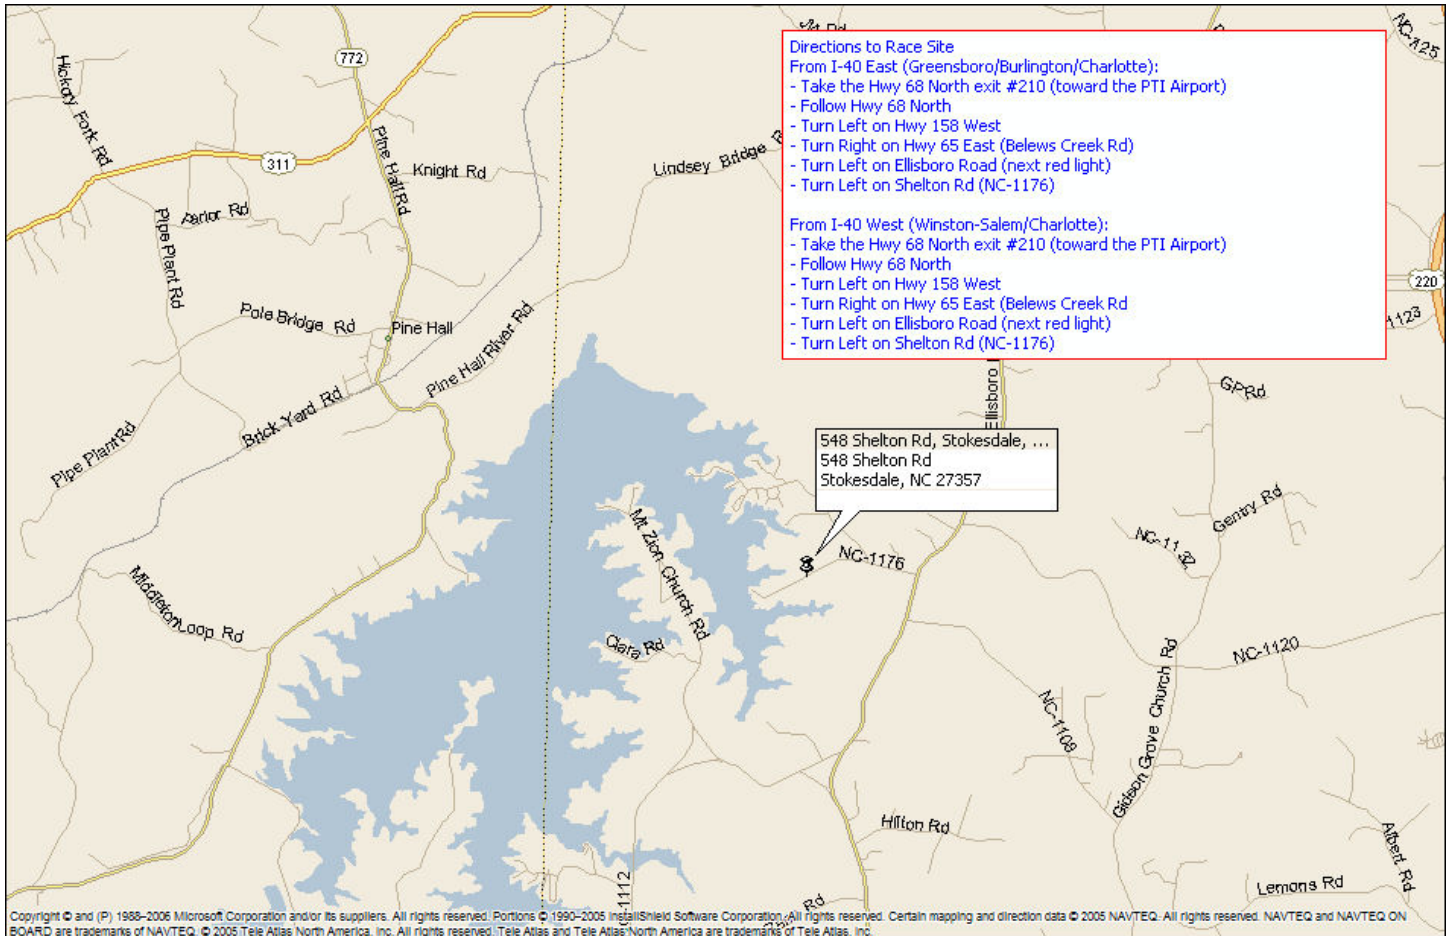 Directions to Race Site
From I-40 East (Greensboro/Burlington/Charlotte):
- Take the Hwy 68 North exit #210 (toward the PTI Airport)
- Follow Hwy 68 North
- Turn Left on Hwy 158 West
- Turn Right on Hwy 65 East (Belews Creek Rd)
- Turn Left on Ellisboro Road (next red light)
- Turn Left on Shelton Rd (NC-1176)
From I-40 West (Winston-Salem/Charlotte):
- Take the Hwy 68 North exit #210 (toward the PTI Airport)
- Follow Hwy 68 North
- Turn Left on Hwy 158 West
- Turn Right on Hwy 65 East (Belews Creek Rd
- Turn Left on Ellisboro Road (next red light)
- Turn Left on Shelton Rd (NC-1176)
772
Hickory Fork Rd
311
Pine Hall Rd
Knight Rd
Lindsey Bridge
Parlor Rd
Pipe Plant Rd
Pole Bridge Rd
Pine Hall
Pine Hall River Rd
Brick Yard Rd
Pipe Plant Rd
220
1123
GP Rd
Ellisboro
548 Shelton Rd, Stokesdale, ...
548 Shelton Rd
Stokesdale, NC 27357
Mt Zion Church Rd
NC-1176
Gentry Rd
NC-1132
Middleton Loop Rd
Clara Rd
NC-1120
NC-1108
Gideon Grove Church Rd
Hilton Rd
Albert Rd
Lemons Rd
-1112
Rd
Copyright © and (P) 1988–2006 Microsoft Corporation and/or its suppliers. All rights reserved. Portions © 1990–2005 InstallShield Software Corporation. All rights reserved. Certain mapping and direction data © 2005 NAVTEQ. All rights reserved. NAVTEQ and NAVTEQ ON
BOARD are trademarks of NAVTEQ. © 2005 Tele Atlas North America, Inc. All rights reserved. Tele Atlas and Tele Atlas North America are trademarks of Tele Atlas, Inc.